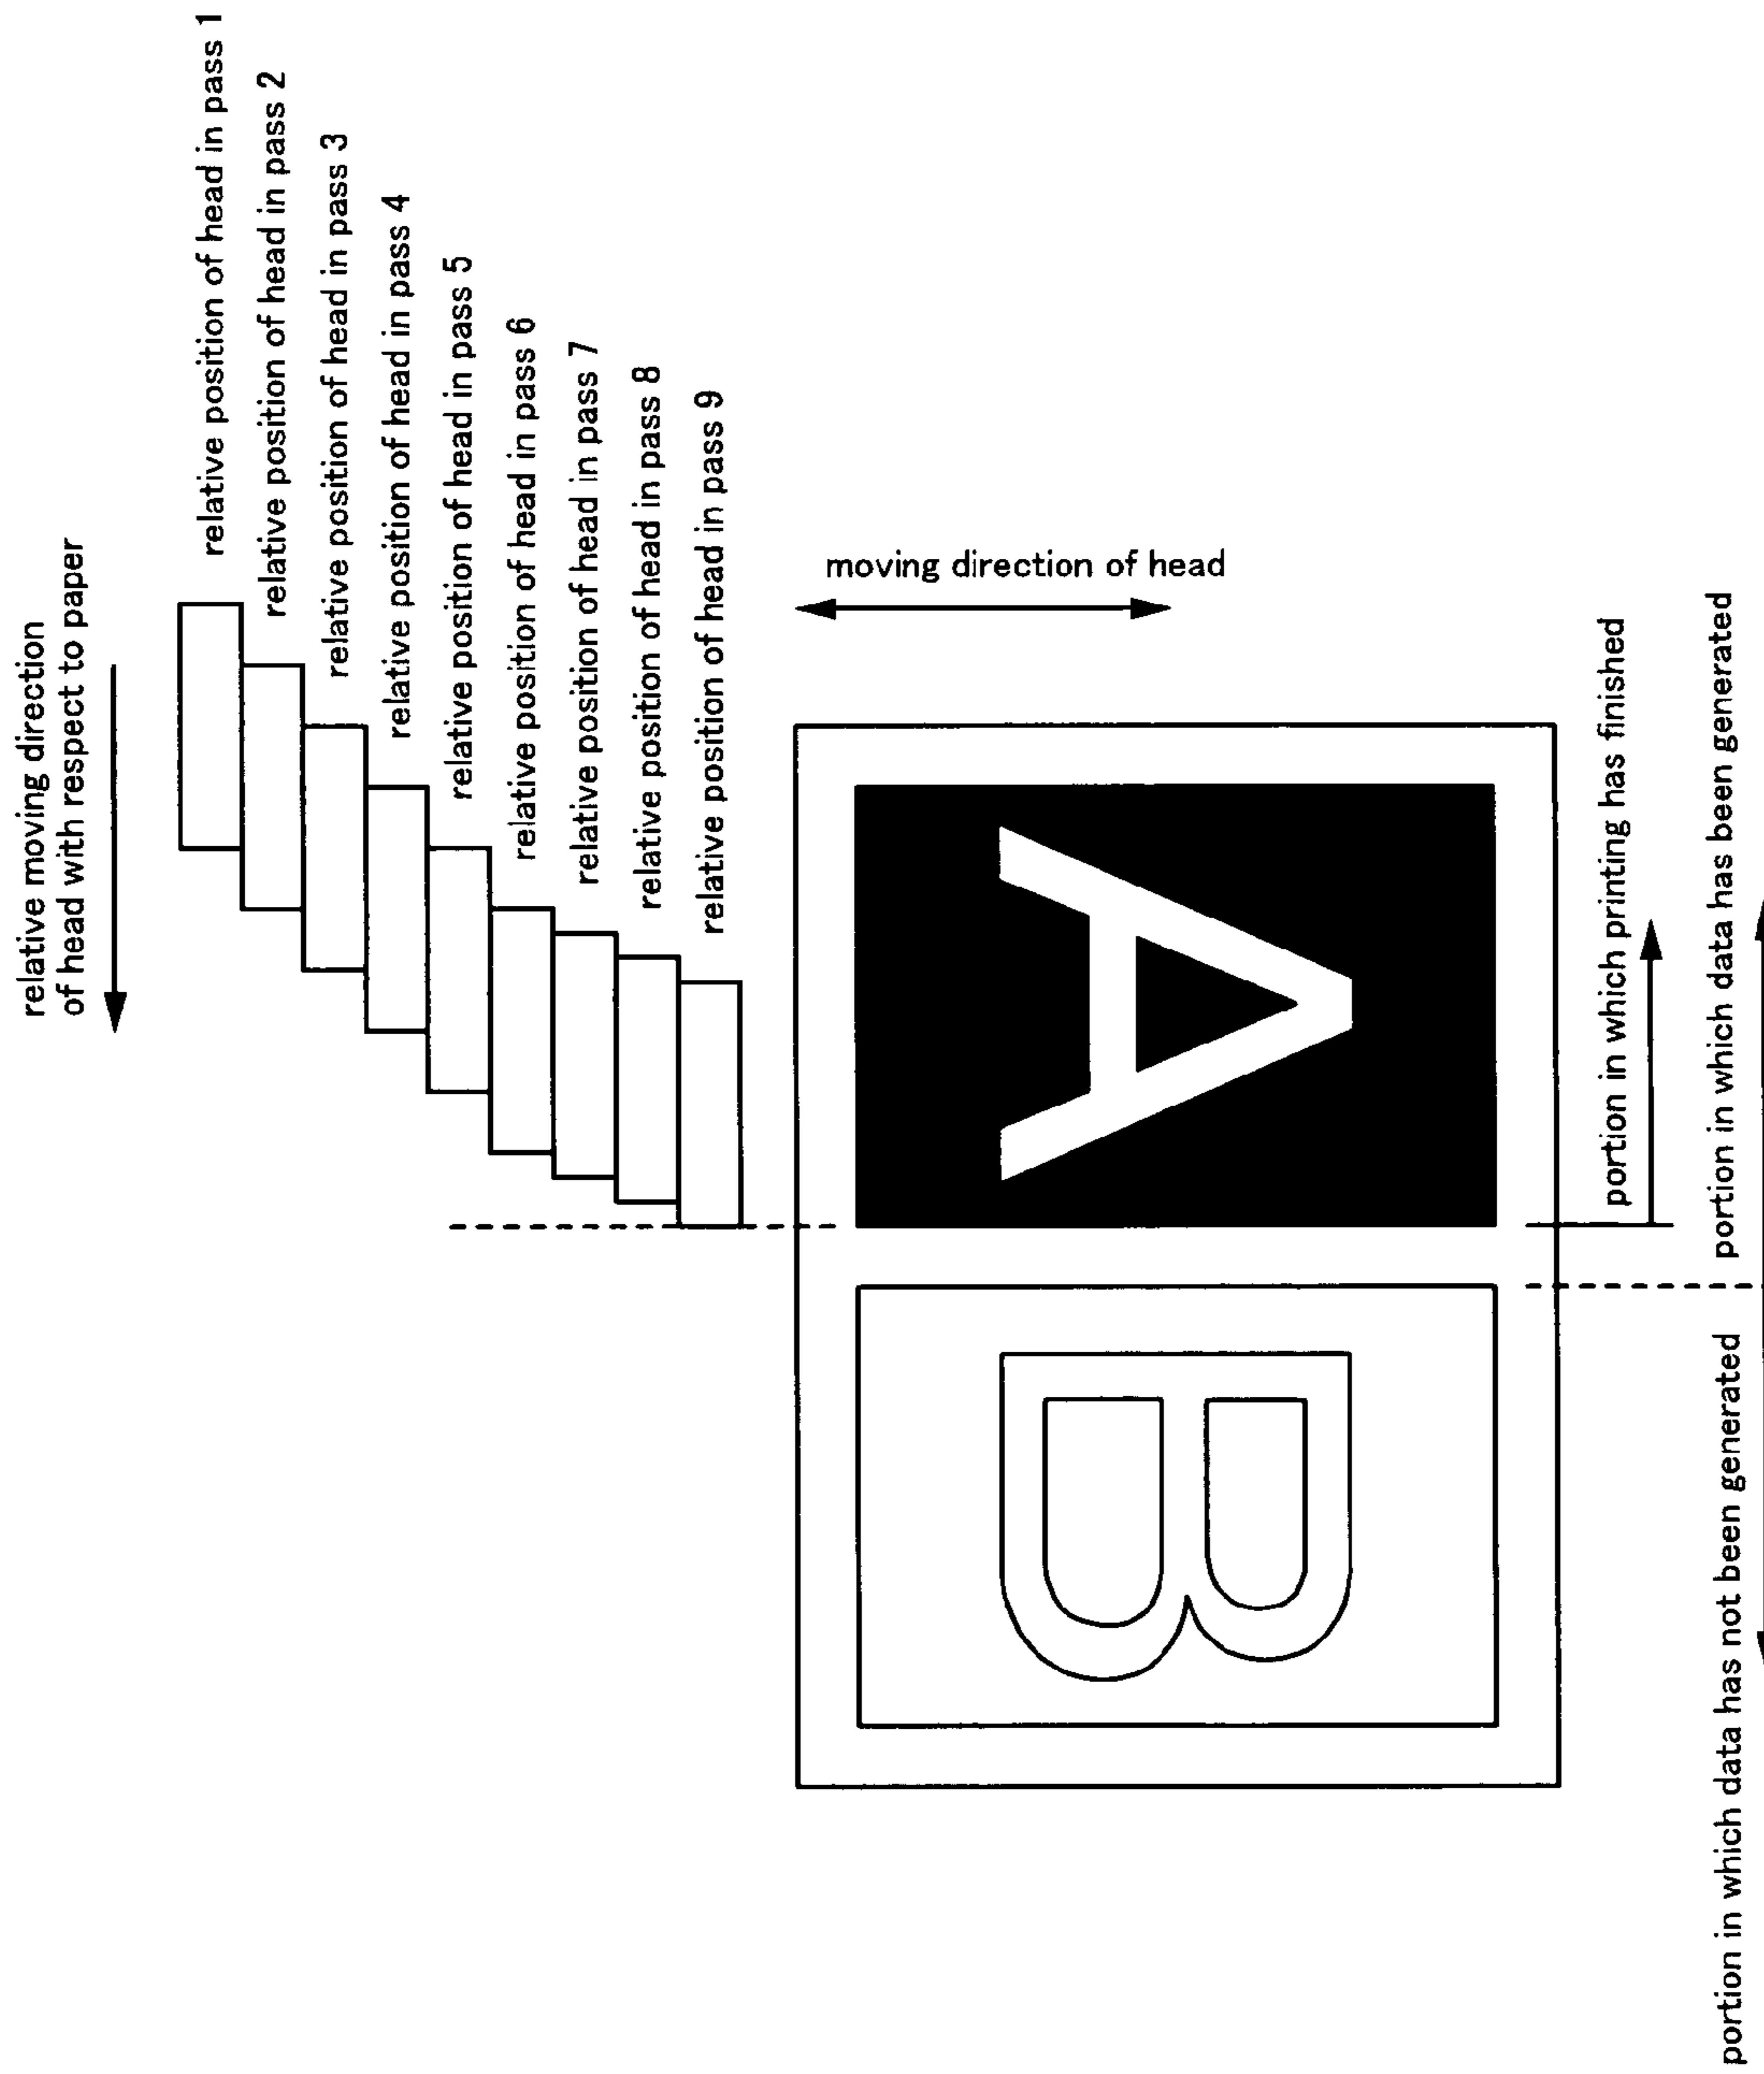 relative moving direction
of head with respect to paper
relative position of head in pass 1
relative position of head in pass 2
relative position of head in pass 3
relative position of head in pass 4
relative position of head in pass 5
relative position of head in pass 6
relative position of head in pass 7
relative position of head in pass 8
relative position of head in pass 9
moving direction of head
A
B
portion in which printing has finished
portion in which data has been generated
portion in which data has not been generated